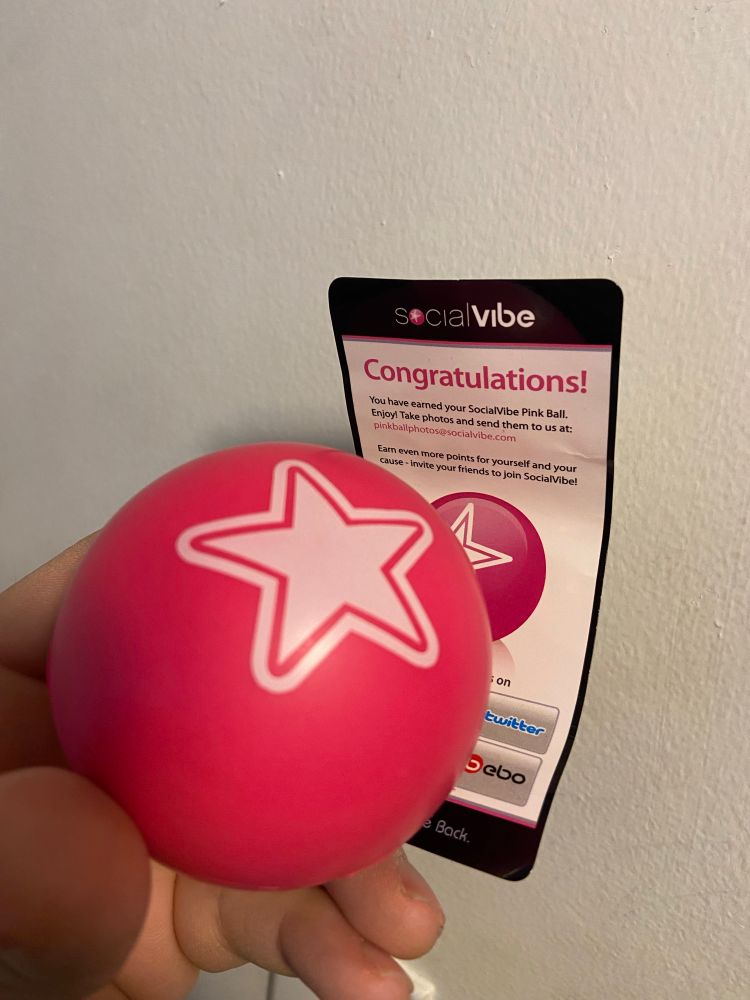 socialvibe
Congratulations!
You have earned your SocialVibe Pink Ball.
Enjoy! Take photos and send them to us at:
pinkballphotos@socialvibe.com
Earn even more points for yourself and your
cause - invite your friends to join SocialVibe!
on
twitter
bebo
Back.